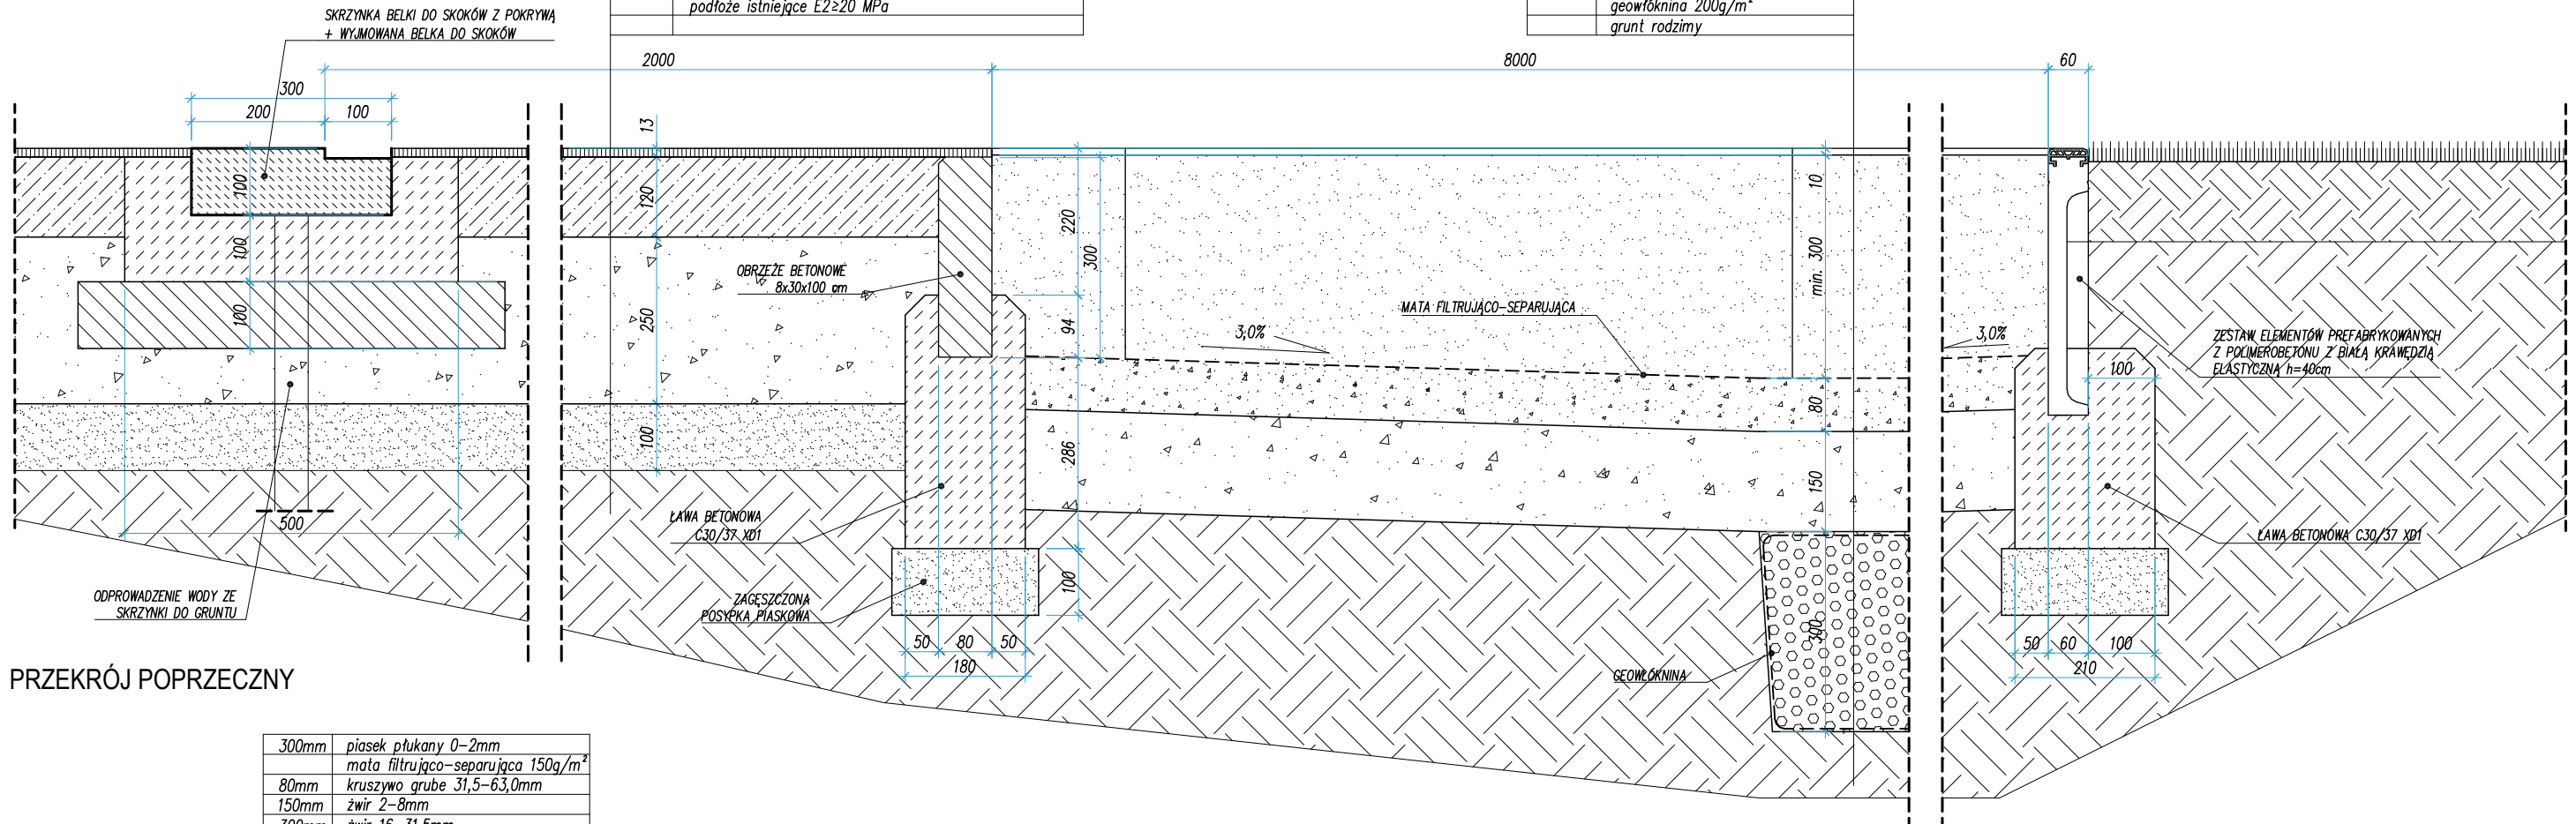 SKRZYNKA BELKI DO SKOKÓW Z POKRYWĄ
+ WYJMOWANA BELKA DO SKOKÓW
podłoże istniejące E2≥20 MPa
geowłóknina 200g/m²
grunt rodzimy
2000
8000
60
300
200
100
13
100
100
100
500
120
250
100
OBRZEŻE BETONOWE
8x30x100 cm
220
300
94
286
100
3,0%
MATA FILTRUJĄCO-SEPARUJĄCA
10
min. 300
80
150
300
3,0%
100
ZESTAW ELEMENTÓW PREFABRYKOWANYCH
Z POLIMEROBETONU Z BIAŁĄ KRAWĘDZIĄ
ELASTYCZNĄ h=40cm
ŁAWA BETONOWA
C30/37 XD1
ŁAWA BETONOWA C30/37 XD1
ODPROWADZENIE WODY ZE
SKRZYNKI DO GRUNTU
ZAGĘSZCZONA
POSYPKA PIASKOWA
50
80
50
180
GEOWŁÓKNINA
50
60
100
210
PRZEKRÓJ POPRZECZNY
300mm piasek płukany 0-2mm
mata filtrująco-separująca 150g/m²
80mm kruszywo grube 31,5-63,0mm
150mm żwir 2-8mm
300mm żwir 16-31,5mm